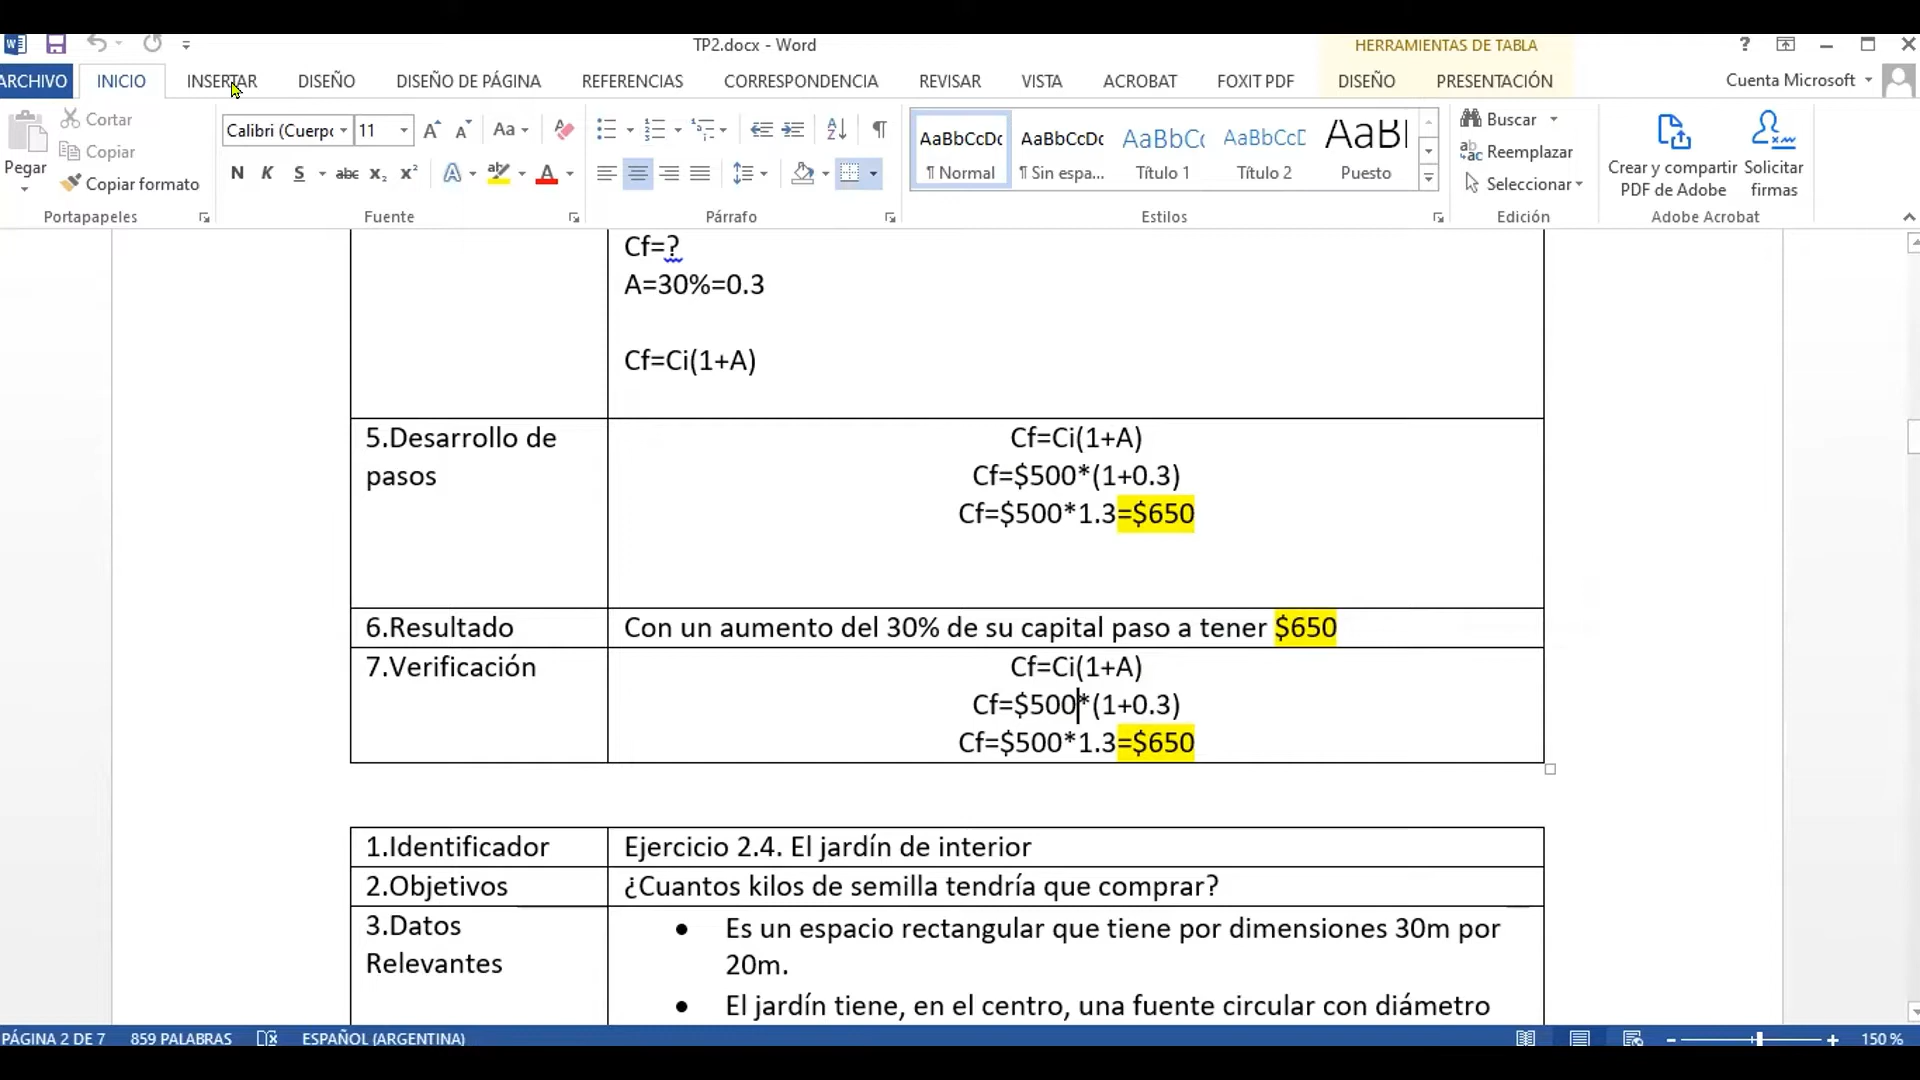 TP2.docx - Word
HERRAMIENTAS DE TABLA
?
ARCHIVO INICIO INSERTAR DISEÑO DISEÑO DE PÁGINA REFERENCIAS CORRESPONDENCIA REVISAR VISTA ACROBAT FOXIT PDF DISEÑO PRESENTACIÓN Cuenta Microsoft
Pegar
Cortar
Copiar
Copiar formato
Portapapeles
Calibri (Cuerpo 11 Aa
N K S abc x₂ x² A ab A
Fuente
Párrafo
AaBbCcDc AaBbCcDc AaBbCc AaBbCcD AaBl
¶ Normal ¶ Sin espa... Título 1 Título 2 Puesto
Estilos
Buscar
Reemplazar
Seleccionar
Edición
Crear y compartir
PDF de Adobe
Solicitar
firmas
Adobe Acrobat
Cf=?
A=30%=0.3
Cf=Ci(1+A)
5.Desarrollo de
pasos
Cf=Ci(1+A)
Cf=$500*(1+0.3)
Cf=$500*1.3=$650
6.Resultado
Con un aumento del 30% de su capital paso a tener $650
7.Verificación
Cf=Ci(1+A)
Cf=$500*(1+0.3)
Cf=$500*1.3=$650
1.Identificador
Ejercicio 2.4. El jardín de interior
2.Objetivos
¿Cuantos kilos de semilla tendría que comprar?
3.Datos
Relevantes
• Es un espacio rectangular que tiene por dimensiones 30m por
20m.
• El jardín tiene, en el centro, una fuente circular con diámetro
PÁGINA 2 DE 7 859 PALABRAS ESPAÑOL (ARGENTINA) 150 %